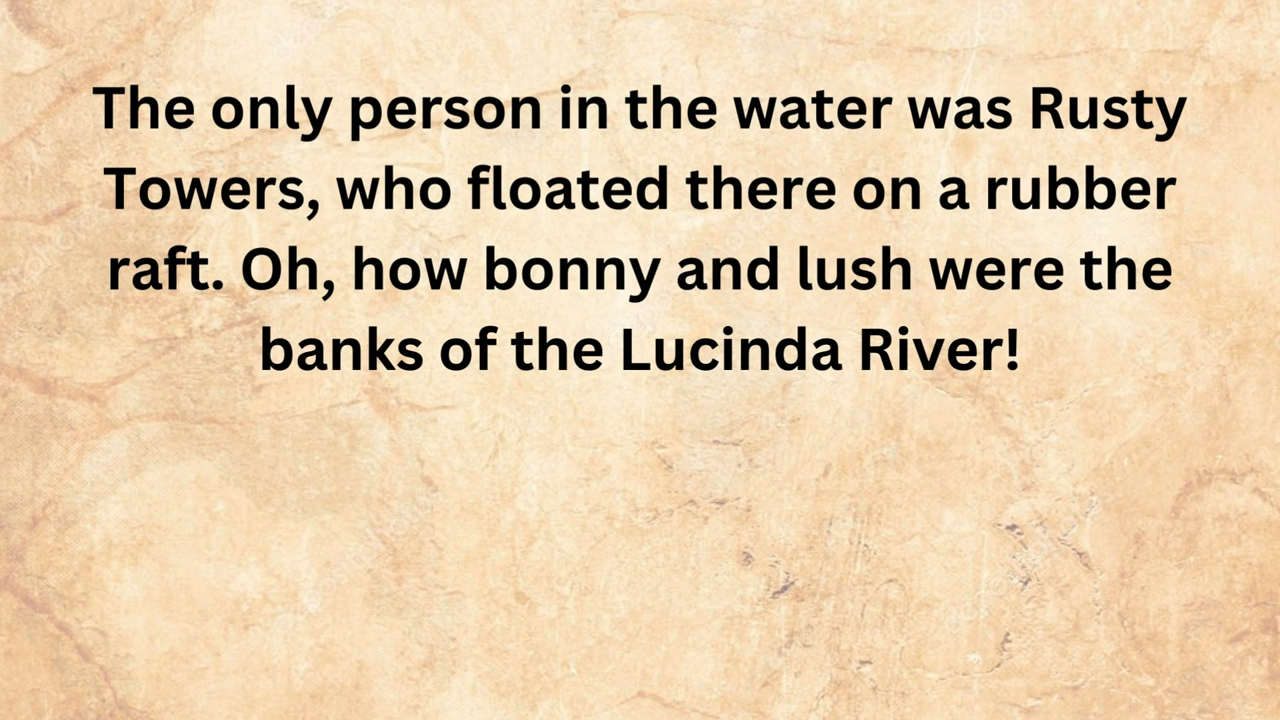 The only person in the water was Rusty
Towers, who floated there on a rubber
raft. Oh, how bonny and lush were the
banks of the Lucinda River!